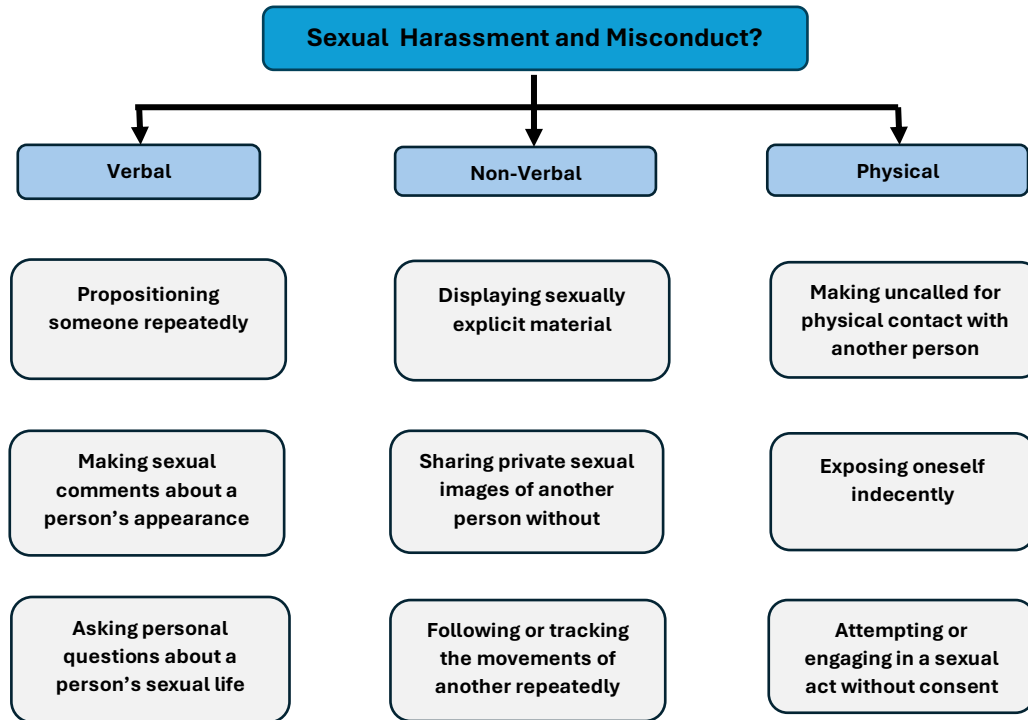 Sexual Harassment and Misconduct?
Verbal
Non-Verbal
Physical
Propositioning
someone repeatedly
Displaying sexually
explicit material
Making uncalled for
physical contact with
another person
Making sexual
comments about a
person’s appearance
Sharing private sexual
images of another
person without
Exposing oneself
indecently
Asking personal
questions about a
person’s sexual life
Following or tracking
the movements of
another repeatedly
Attempting or
engaging in a sexual
act without consent